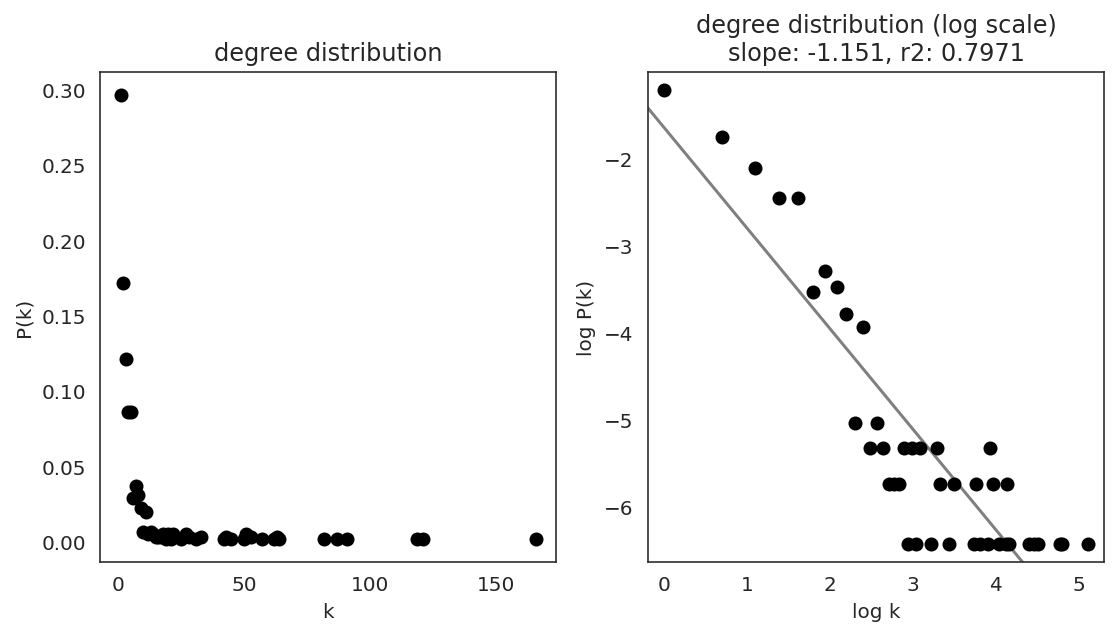 degree distribution
0.30
0.25
0.20
0.15
0.10
0.05
0.00
P(k)
0 50 100 150
k
degree distribution (log scale)
slope: -1.151, r2: 0.7971
−2
−3
−4
−5
−6
log P(k)
0 1 2 3 4 5
log k